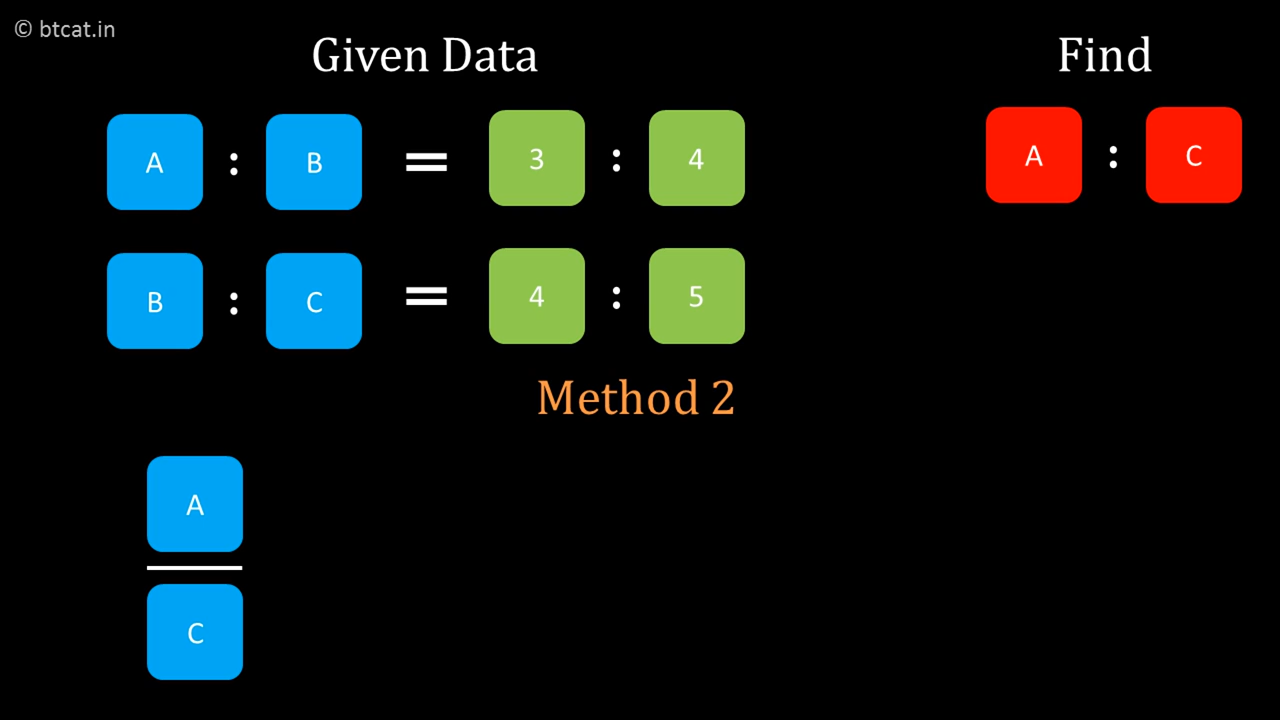 © btcat.in
Given Data Find
A : B = 3 : 4 A : C
B : C = 4 : 5
Method 2
A
C